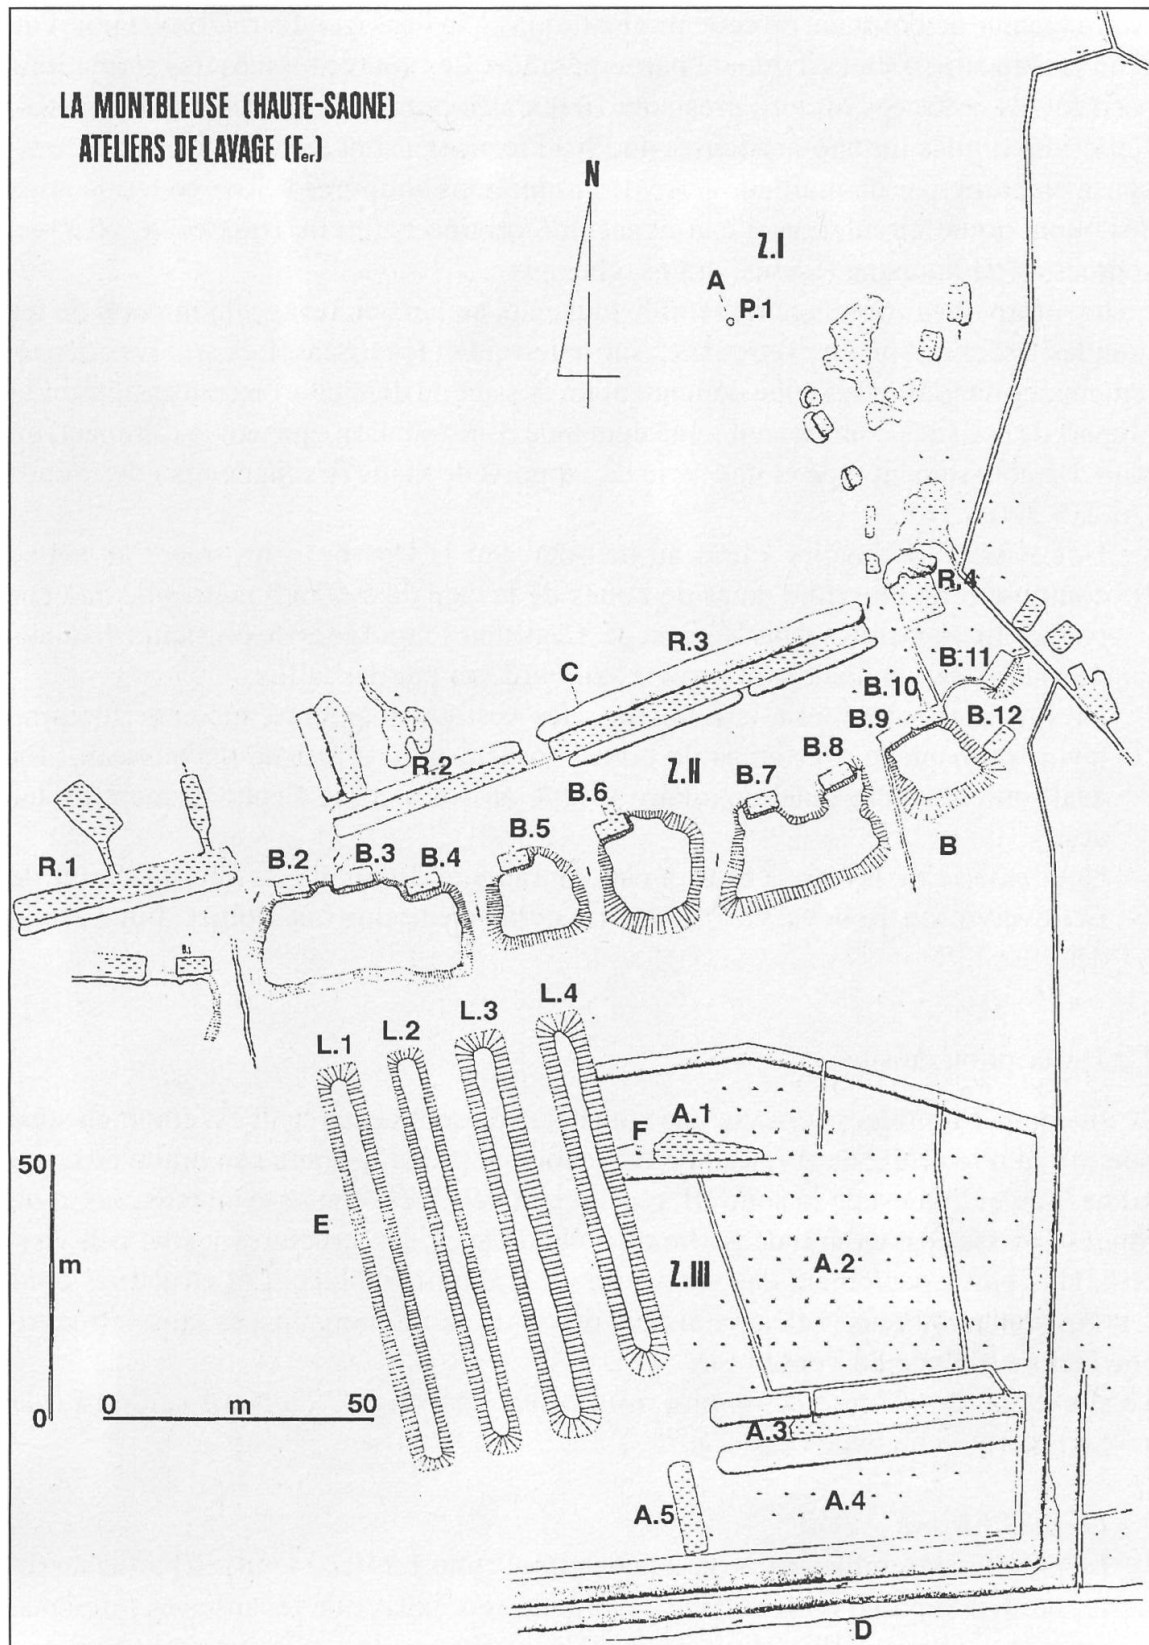 LA MONTBLEUSE (HAUTE-SAONE)
ATELIERS DE LAVAGE (Fer)
N
Z.I
A
P.1
R.4
R.3
C
B.11
B.10
B.9
B.12
B.8
R.2
Z.II
B.7
B.6
B.5
B
R.1
B.2
B.3
B.4
L.1
L.2
L.3
L.4
F
A.1
50
E
m
Z.III
A.2
0
0 m 50
A.3
A.4
A.5
D